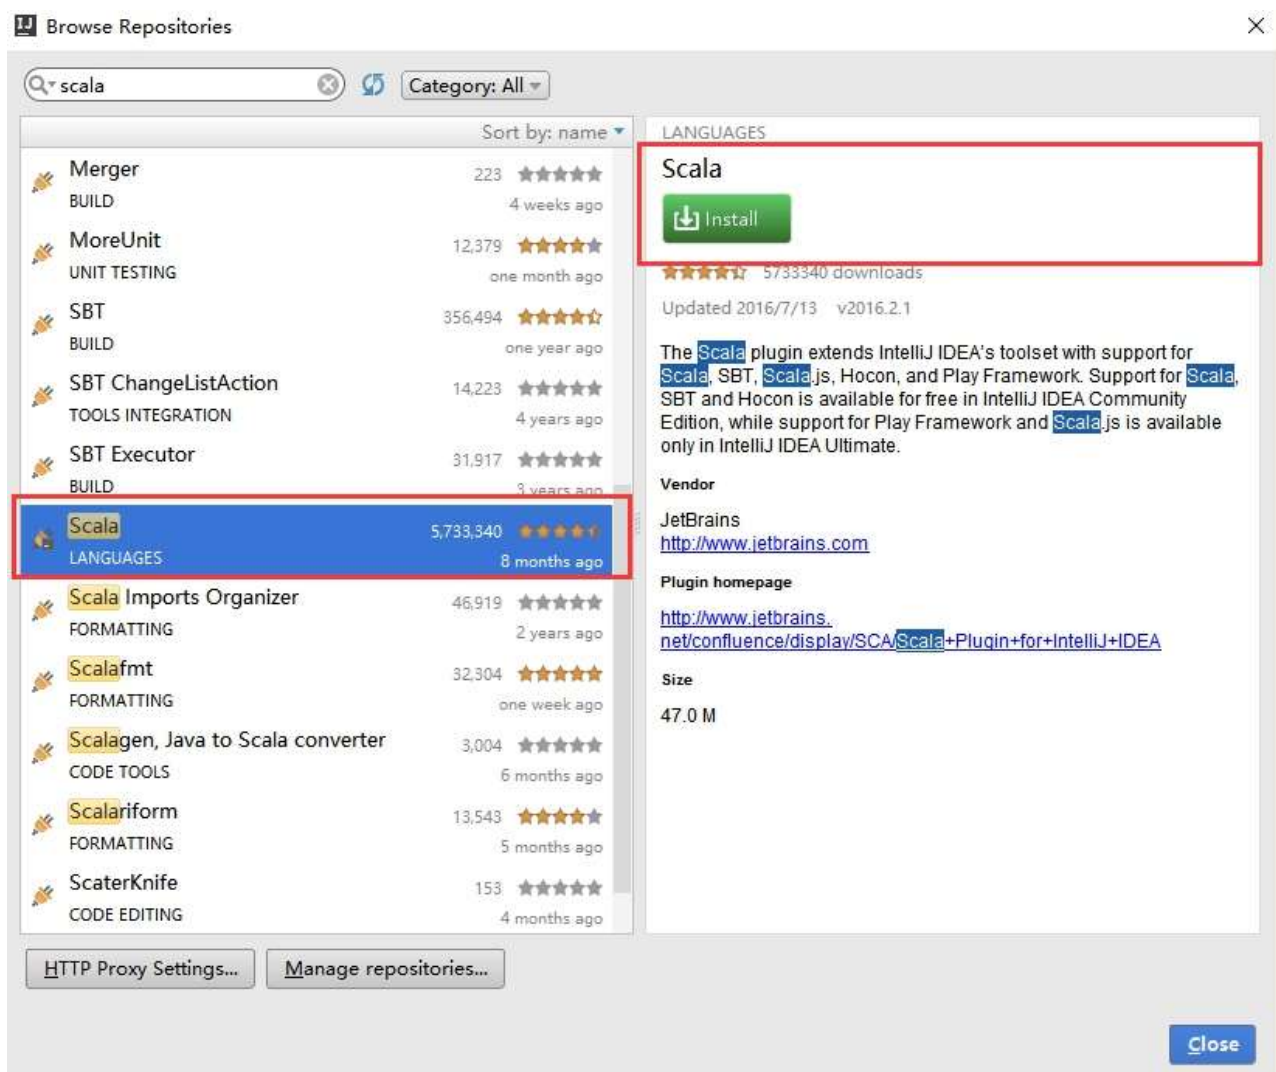 Browse Repositories
scala
Category: All
Sort by: name
Merger
223
BUILD
4 weeks ago
MoreUnit
12,379
UNIT TESTING
one month ago
SBT
356,494
BUILD
one year ago
SBT ChangeListAction
14,223
TOOLS INTEGRATION
4 years ago
SBT Executor
31,917
BUILD
3 years ago
Scala
5,733,340
LANGUAGES
8 months ago
Scala Imports Organizer
46,919
FORMATTING
2 years ago
Scalafmt
32,304
FORMATTING
one week ago
Scalagen, Java to Scala converter
3,004
CODE TOOLS
6 months ago
Scalariform
13,543
FORMATTING
5 months ago
ScaterKnife
153
CODE EDITING
4 months ago
LANGUAGES
Scala
Install
5733340 downloads
Updated 2016/7/13 v2016.2.1
The Scala plugin extends IntelliJ IDEA's toolset with support for
Scala, SBT, Scala.js, Hocon, and Play Framework. Support for Scala,
SBT and Hocon is available for free in IntelliJ IDEA Community
Edition, while support for Play Framework and Scala.js is available
only in IntelliJ IDEA Ultimate.
Vendor
JetBrains
http://www.jetbrains.com
Plugin homepage
http://www.jetbrains.
net/confluence/display/SCA/Scala+Plugin+for+IntelliJ+IDEA
Size
47.0 M
HTTP Proxy Settings...
Manage repositories...
Close